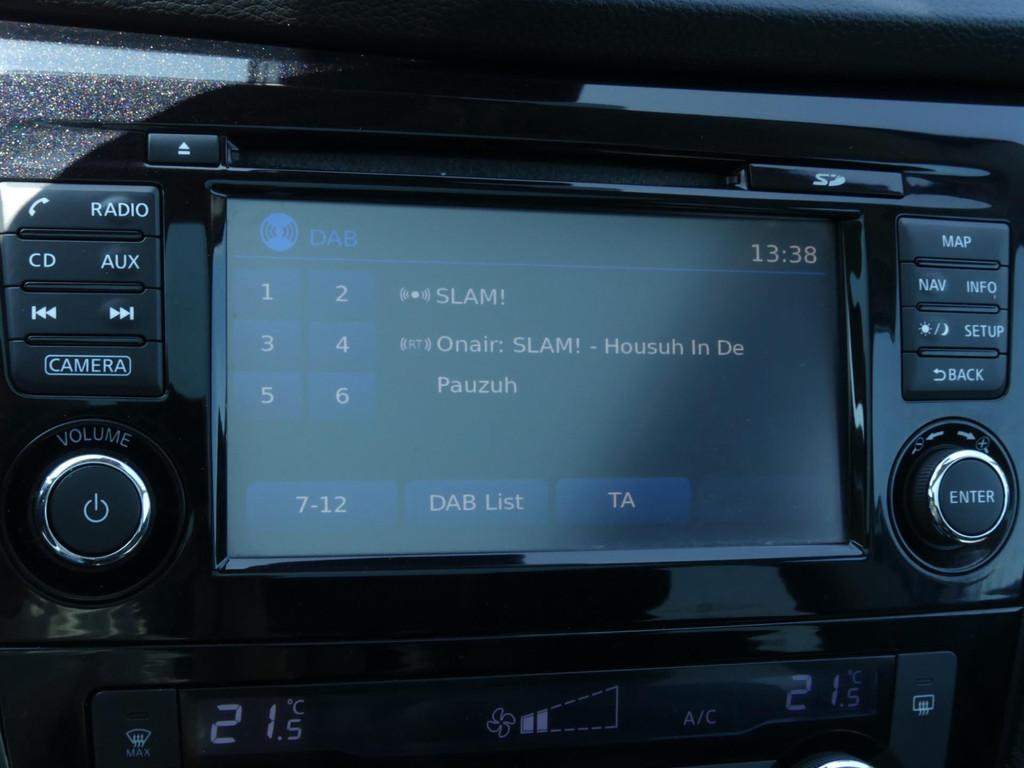 SD
RADIO
CD AUX
CAMERA
VOLUME
DAB
13:38
1 2
3 4
5 6
SLAM!
(RT) Onair: SLAM! - Housuh In De
Pauzuh
7-12 DAB List TA
MAP
NAV INFO
SETUP
BACK
ENTER
MAX
21.5°C
A/C
21.5°C